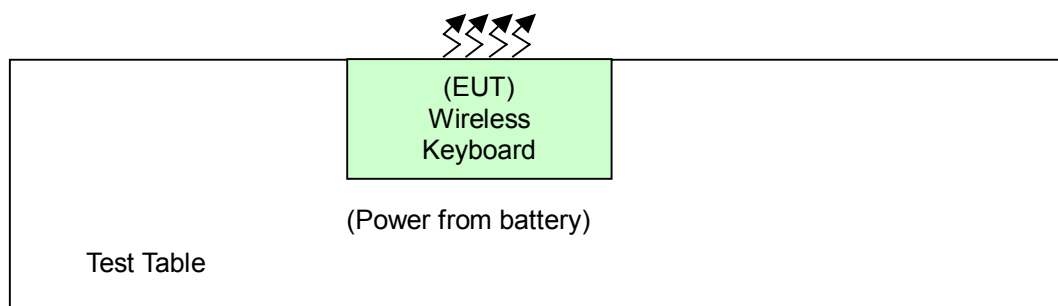 (EUT)
Wireless
Keyboard
(Power from battery)
Test Table